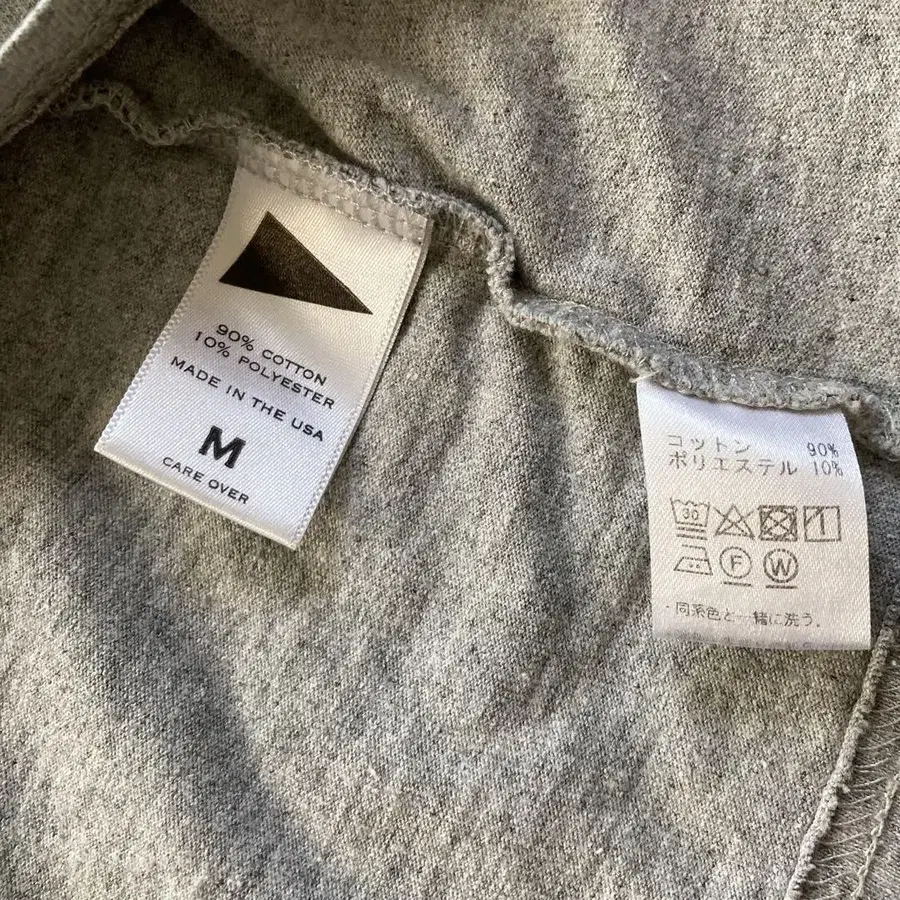 90% COTTON
10% POLYESTER
MADE IN THE USA
M
CARE OVER
コットン 90%
ポリエステル 10%
30
F W
・同系色と一緒に洗う。